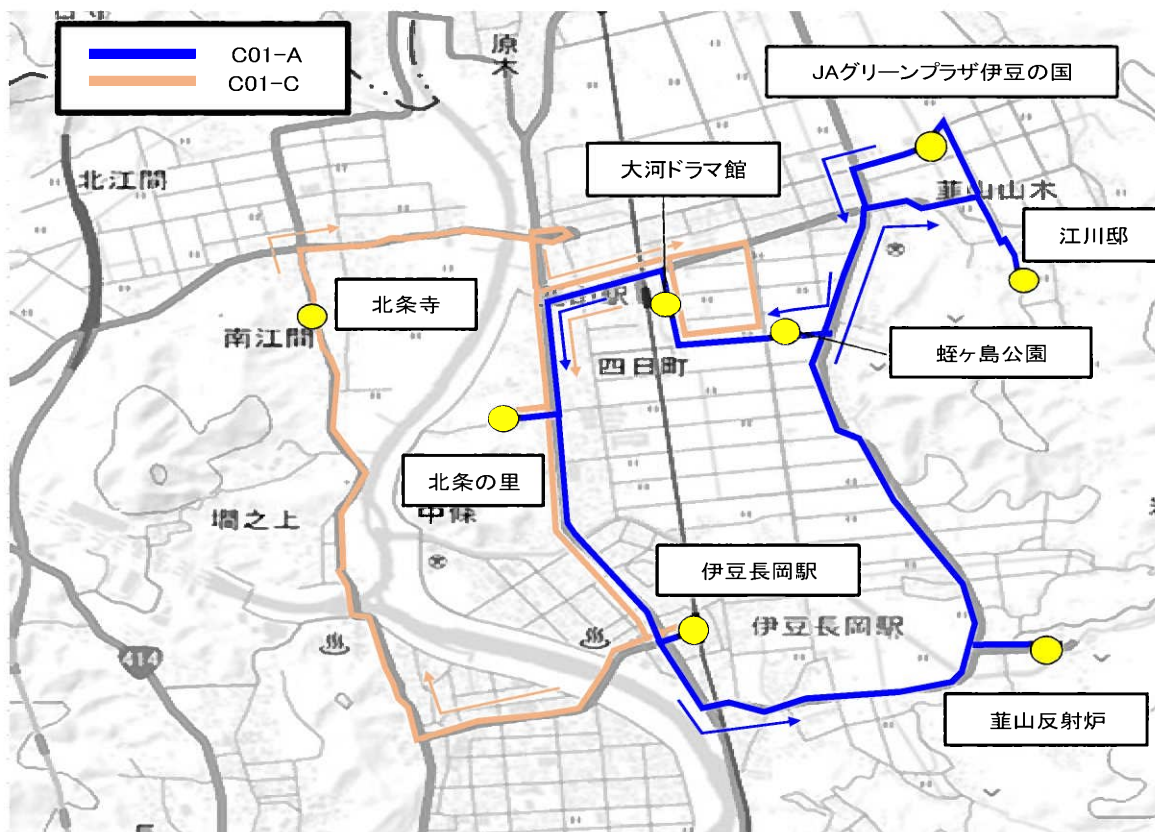 C01-A
C01-C
原木
JAグリーンプラザ伊豆の国
大河ドラマ館
北江間
韮山山木
江川邸
北条寺
南江間
蛭ヶ島公園
四日町
北条の里
中條
墹之上
伊豆長岡駅
伊豆長岡駅
414
韮山反射炉